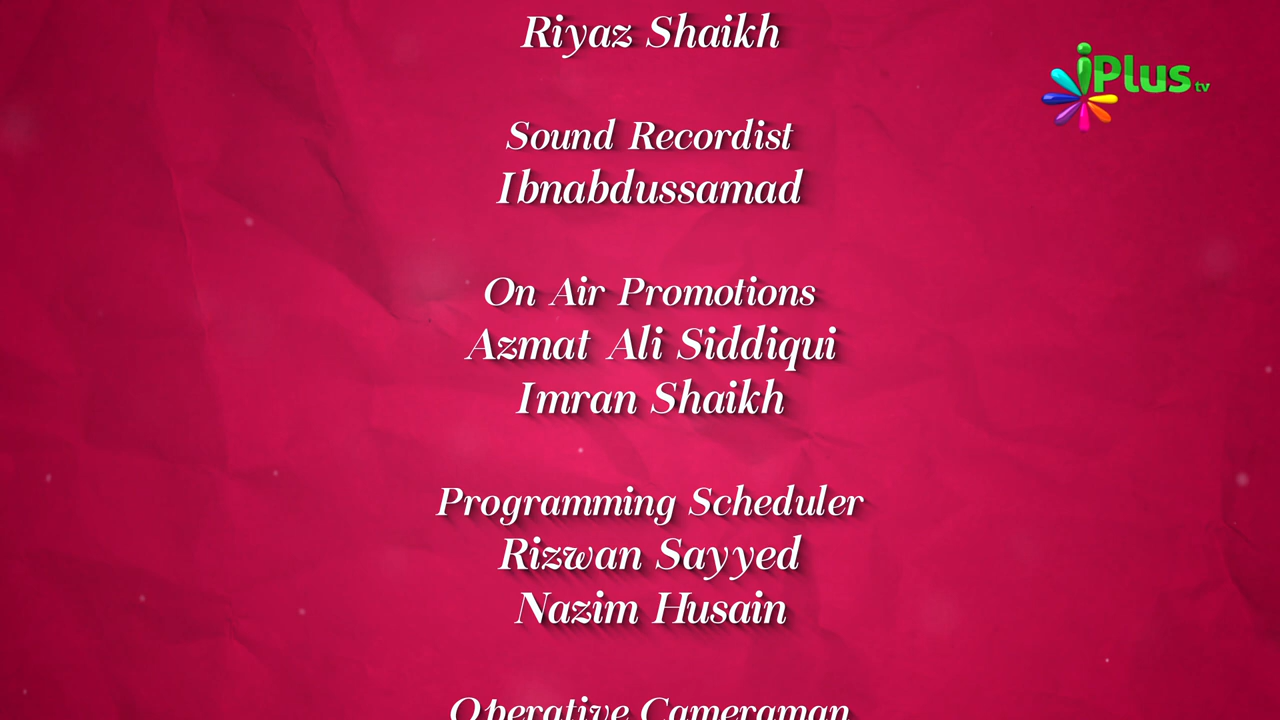 Riyaz Shaikh
iPlus tv
Sound Recordist
Ibnabdussamad
On Air Promotions
Azmat Ali Siddiqui
Imran Shaikh
Programming Scheduler
Rizwan Sayyed
Nazim Husain
Operative Cameraman